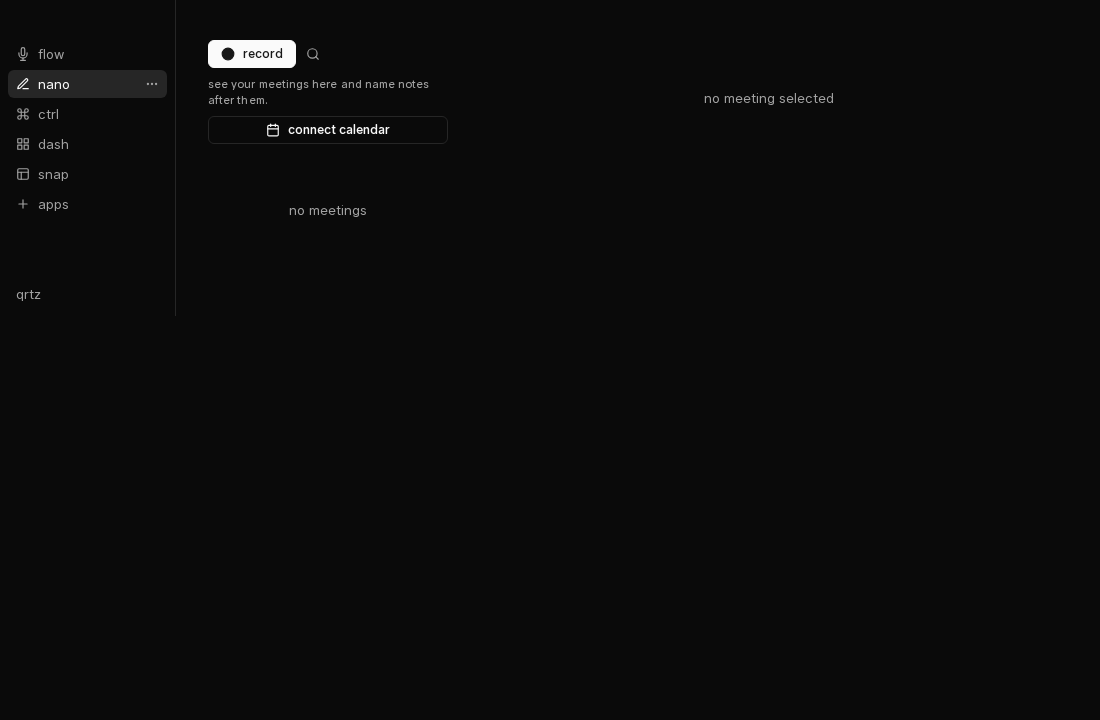 flow
nano
ctrl
dash
snap
apps
qrtz
record
see your meetings here and name notes
after them.
connect calendar
no meetings
no meeting selected